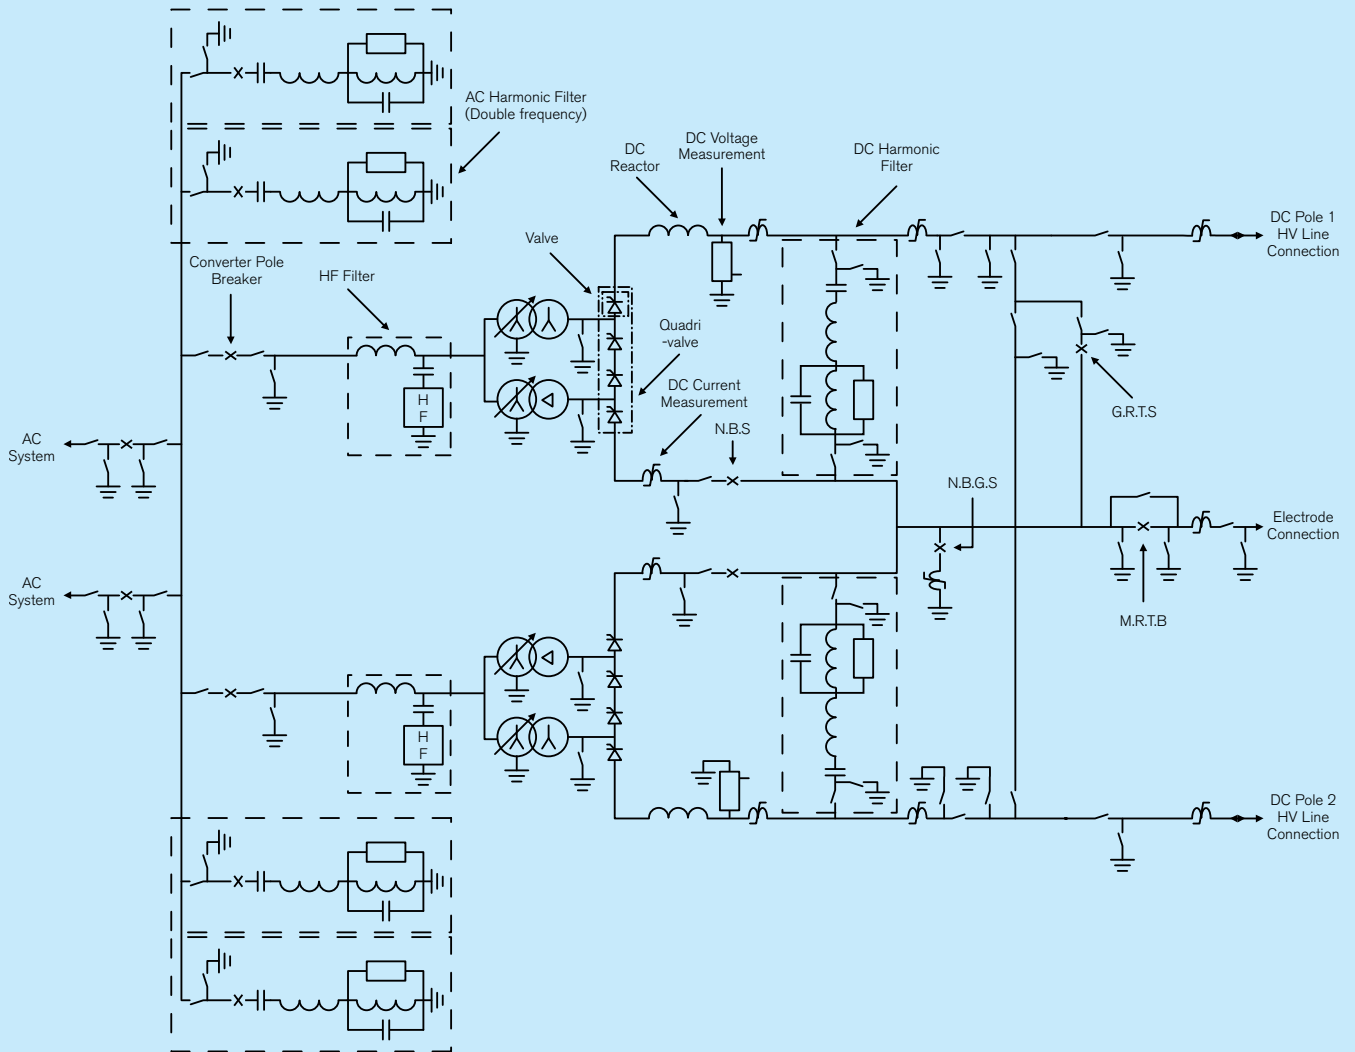 AC Harmonic Filter
(Double frequency)
DC
Reactor
DC Voltage
Measurement
DC Harmonic
Filter
DC Pole 1
HV Line
Connection
Valve
Converter Pole
Breaker
HF Filter
Quadri
-valve
DC Current
Measurement
H
F
G.R.T.S
N.B.S
AC
System
N.B.G.S
Electrode
Connection
AC
System
M.R.T.B
H
F
DC Pole 2
HV Line
Connection